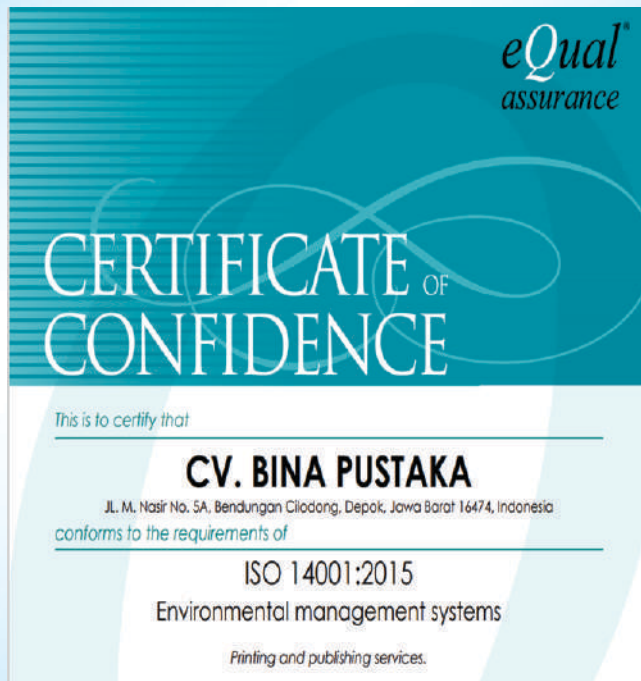 eQual®
assurance
CERTIFICATE OF
CONFIDENCE
This is to certify that
CV. BINA PUSTAKA
JL. M. Nasir No. 5A, Bendungan Cilodong, Depok, Jawa Barat 16474, Indonesia
conforms to the requirements of
ISO 14001:2015
Environmental management systems
Printing and publishing services.